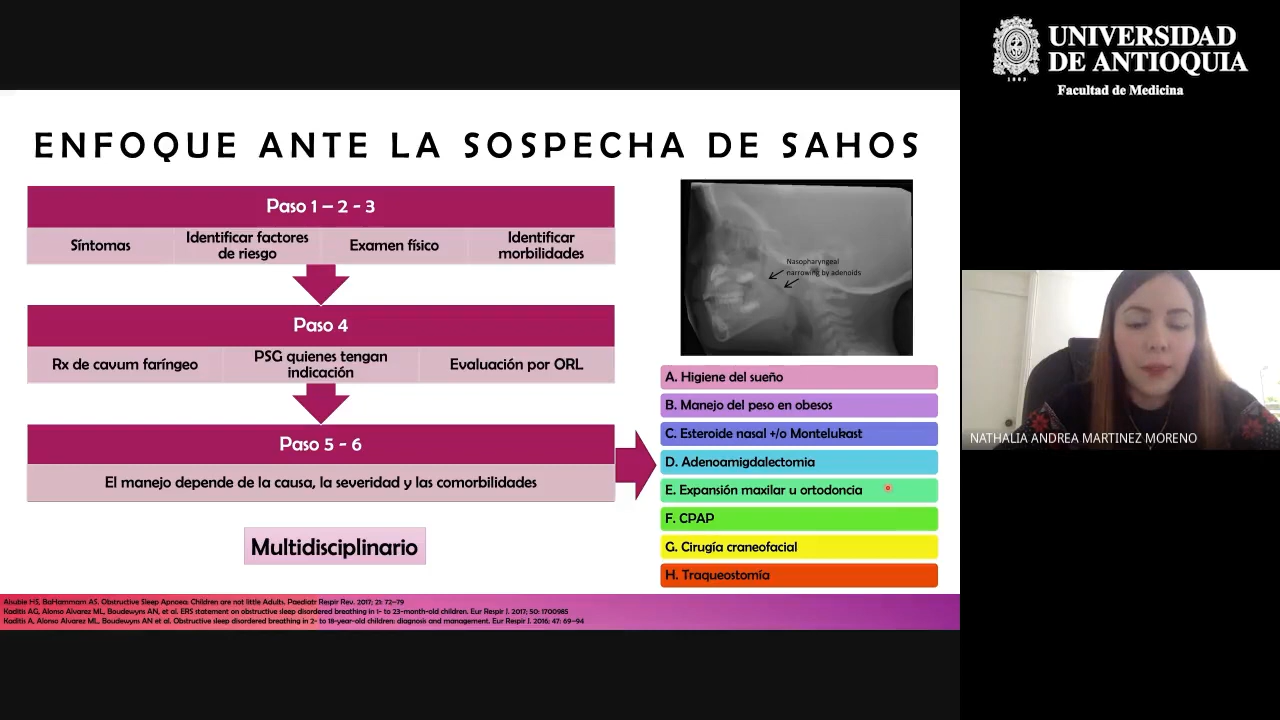 UNIVERSIDAD
DE ANTIOQUIA
1803
Facultad de Medicina
ENFOQUE ANTE LA SOSPECHA DE SAHOS
Paso 1 – 2 - 3
Síntomas
Identificar factores
de riesgo
Examen físico
Identificar
morbilidades
Paso 4
Rx de cavum faríngeo
PSG quienes tengan
indicación
Evaluación por ORL
Paso 5 - 6
El manejo depende de la causa, la severidad y las comorbilidades
Multidisciplinario
Nasopharyngeal
narrowing by adenoids
A. Higiene del sueño
B. Manejo del peso en obesos
C. Esteroide nasal +/o Montelukast
D. Adenoamigdalectomia
E. Expansión maxilar u ortodoncia
F. CPAP
G. Cirugía craneofacial
H. Traqueostomía
Alsubie HS, BaHammam AS. Obstructive Sleep Apnoea: Children are not little Adults. Paediatr Respir Rev. 2017; 21: 72–79
Kaditis AG, Alonso Alvarez ML, Boudewyns AN, et al. ERS statement on obstructive sleep disordered breathing in 1- to 23-month-old children. Eur Respir J. 2017; 50: 1700985
Kaditis A, Alonso Alvarez ML, Boudewyns AN et al. Obstructive sleep disordered breathing in 2- to 18-year-old children: diagnosis and management. Eur Respir J. 2016; 47: 69–94
NATHALIA ANDREA MARTINEZ MORENO